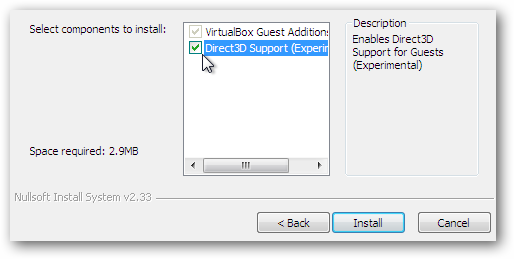 Select components to install:
VirtualBox Guest Additions
Direct3D Support (Experim
Description
Enables Direct3D
Support for Guests
(Experimental)
Space required: 2.9MB
Nullsoft Install System v2.33
< Back
Install
Cancel